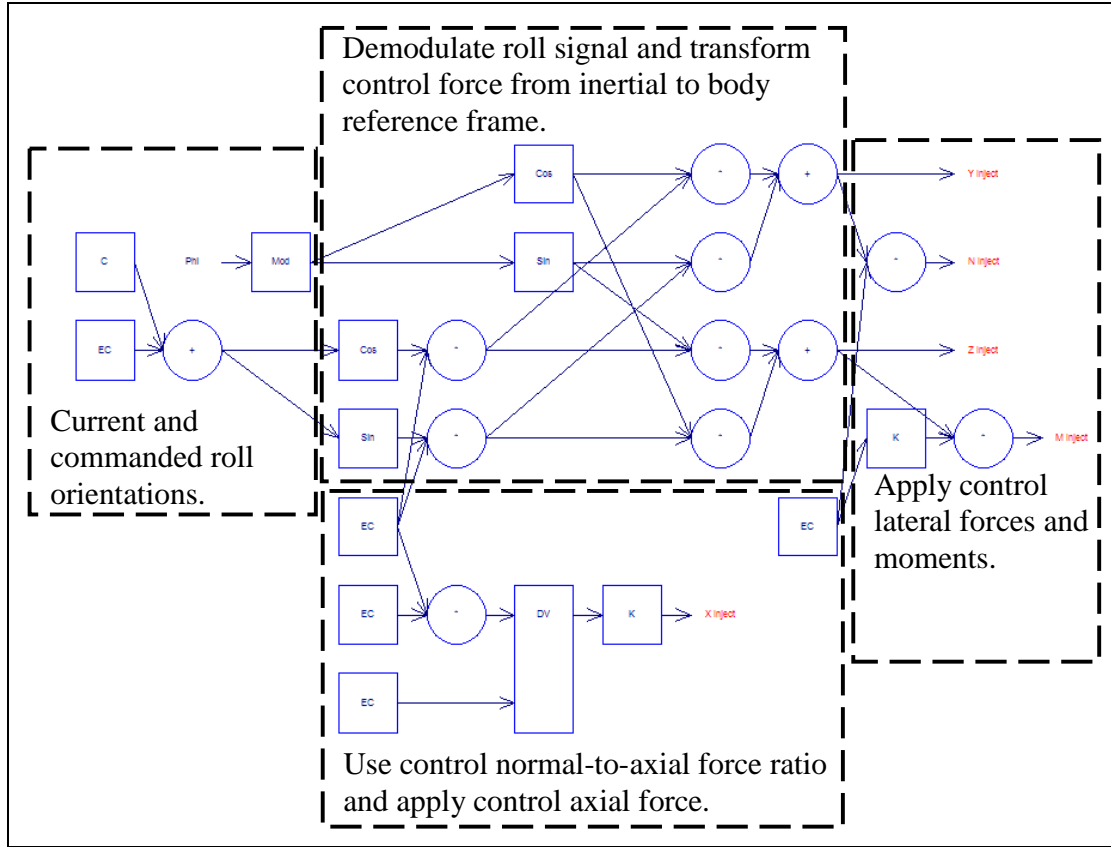 Demodulate roll signal and transform
control force from inertial to body
reference frame.
Cos
-
+
Y Inject
C
Phi
Mod
Sin
-
-
N Inject
EC
+
Cos
-
-
+
Z Inject
Sin
-
-
K
-
M Inject
Current and
commanded roll
orientations.
EC
EC
Apply control
lateral forces and
moments.
EC
-
DV
K
X Inject
EC
Use control normal-to-axial force ratio
and apply control axial force.